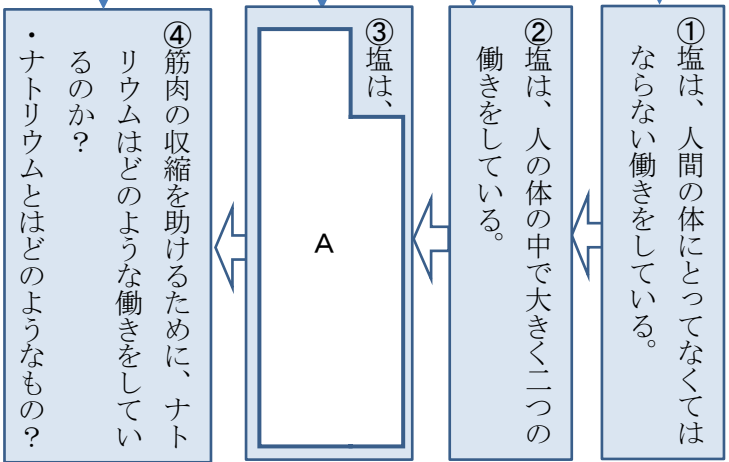 ①塩は、人間の体にとってなくては
ならない働きをしている。
②塩は、人の体の中で大きく二つの
働きをしている。
③塩は、
A
④筋肉の収縮を助けるために、ナト
リウムはどのような働きをしてい
るのか？
・ナトリウムとはどのようなもの？